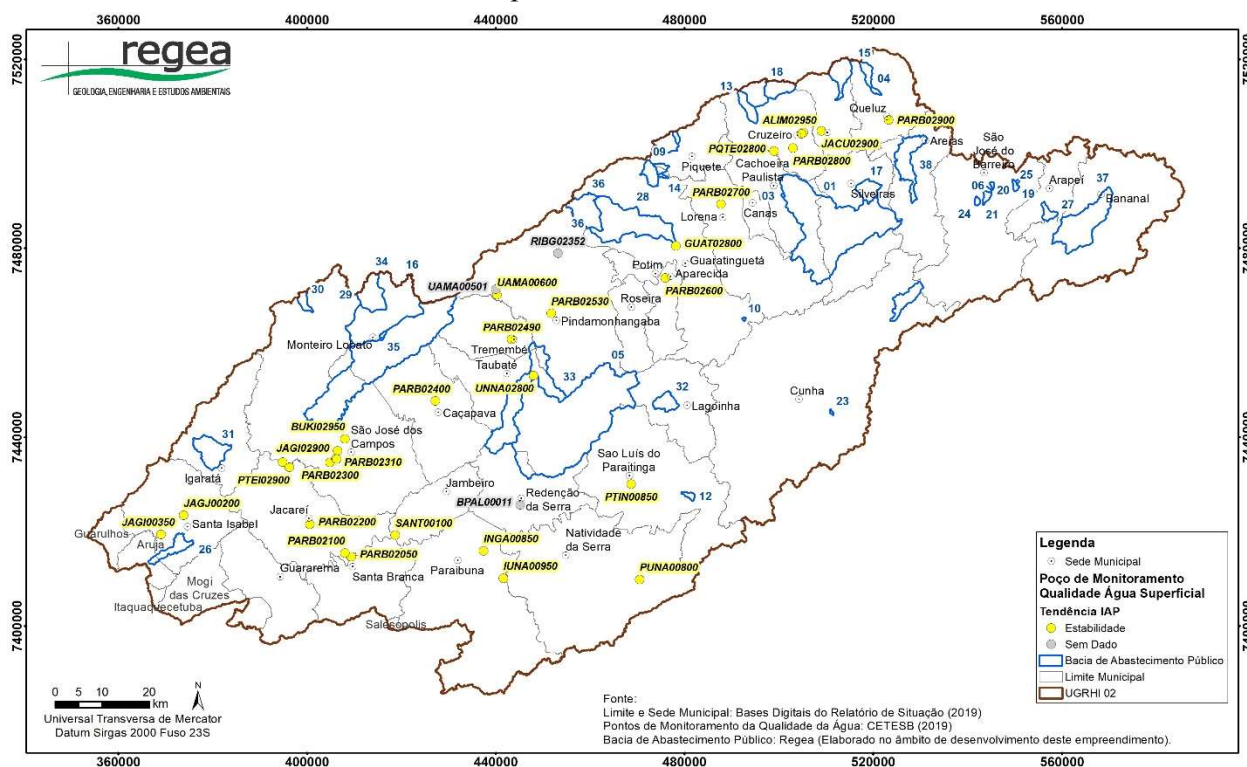 360000 400000 440000 480000 520000 560000
7520000
7520000
regea
GEOLOGIA, ENGENHARIA E ESTUDOS AMBIENTAIS
15
18
04
13
Queluz
PARB02900
ALIM02950
Cruzeiro
JACU02900
PQTE02800
PARB02800
Areias
São
José do
Barreiro
09
Piquete
Cachoeira
Paulista
38
14
17
25
Arapeí
37
36
28
PARB02700
03
01
Silveiras
06
20
19
Bananal
Lorena
Canas
24
21
27
36
RIBG02352
GUAT02800
7480000
7480000
34
16
Potim
Guaratinguetá
Aparecida
30
29
UAMA00501
UAMA00600
PARB02600
PARB02530
Roseira
10
Pindamonhangaba
Monteiro Lobato
PARB02490
35
Tremembé
05
Taubaté
UNNA02800
33
32
PARB02400
Lagoinha
Cunha
23
Caçapava
7440000
7440000
BUKI02950
São José dos
Campos
31
JAGI02900
PARB02310
Igaratá
PTEI02900
PARB02300
Sao Luís do
Paraitinga
PTIN00850
12
Jambeiro
Redenção
da Serra
BPAL00011
JAGJ00200
Jacareí
PARB02200
SANT00100
JAGI00350
Santa Isabel
Guarulhos
Arujá
26
PARB02100
PARB02050
INGA00850
Natividade
da Serra
Guararema
Santa Branca
Paraibuna
IUNA00950
PUNA00800
Mogi
das Cruzes
Itaquaquecetuba
Salesópolis
7400000
7400000
Legenda
Sede Municipal
Poço de Monitoramento
Qualidade Água Superficial
Tendência IAP
Estabilidade
Sem Dado
Bacia de Abastecimento Público
Limite Municipal
UGRHI 02
0 5 10 20
km
N
Universal Transversa de Mercator
Datum Sirgas 2000 Fuso 23S
Fonte:
Limite e Sede Municipal: Bases Digitais do Relatório de Situação (2019)
Pontos de Monitoramento da Qualidade da Água: CETESB (2019)
Bacia de Abastecimento Público: Regea (Elaborado no âmbito de desenvolvimento deste empreendimento).
360000 400000 440000 480000 520000 560000